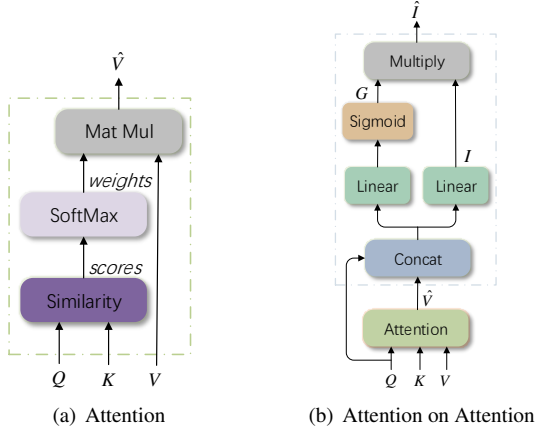 V̂
Mat Mul
weights
SoftMax
scores
Similarity
Q K V
(a) Attention
Î
Multiply
G
Sigmoid
I
Linear Linear
Concat
V̂
Attention
Q K V
(b) Attention on Attention